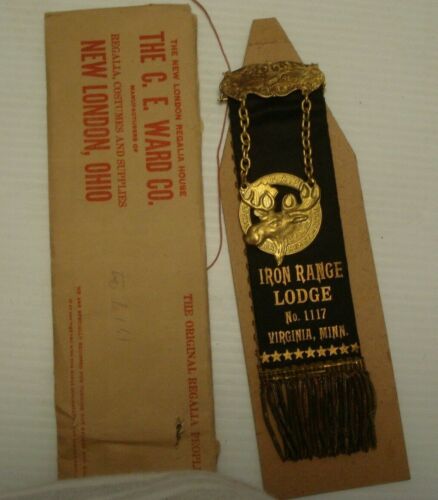 THE NEW LONDON REGALIA HOUSE
THE C. E. WARD CO.
MANUFACTURERS OF
REGALIA, COSTUMES AND SUPPLIES
NEW LONDON, OHIO
THE ORIGINAL REGALIA PEOPL
IRON RANGE
LODGE
No. 1117
VIRGINIA, MINN.